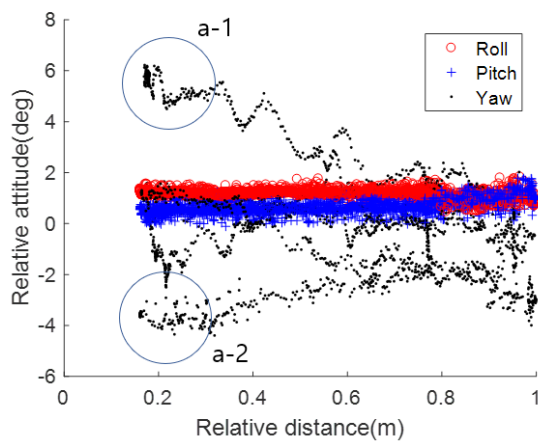 8
a-1
Roll
Pitch
Yaw
6
4
2
0
-2
-4
-6
a-2
0
0.2
0.4
0.6
0.8
1
Relative distance(m)
Relative attitude(deg)